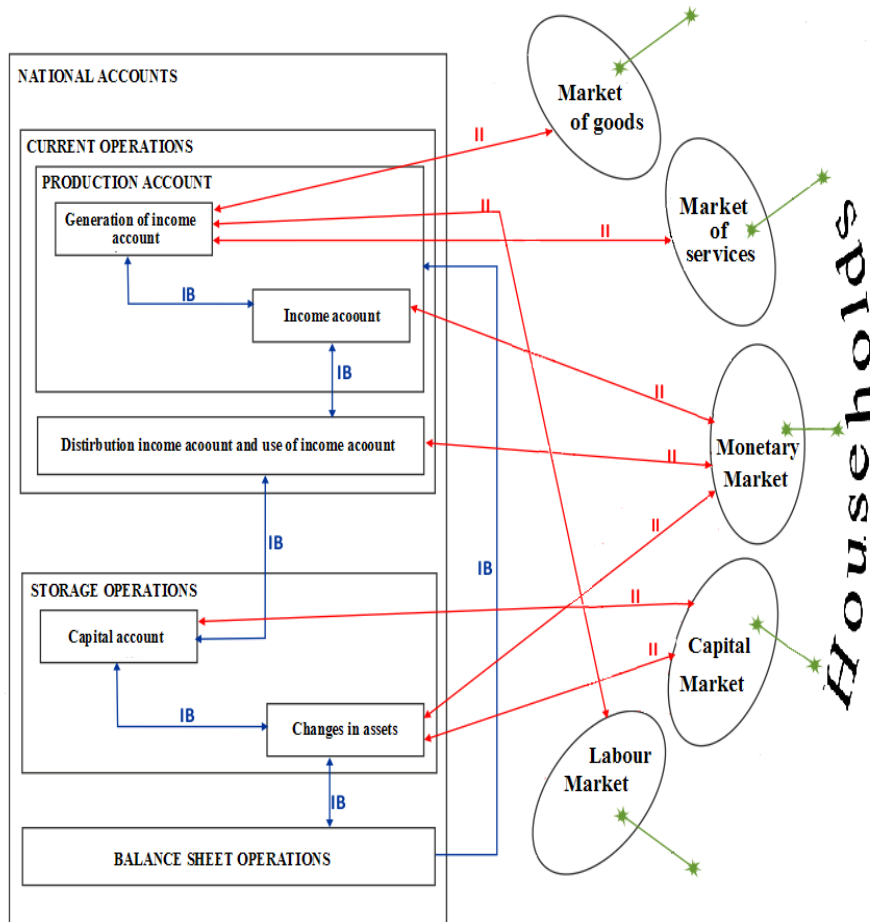 NATIONAL ACCOUNTS
CURRENT OPERATIONS
PRODUCTION ACCOUNT
Generation of income
account
IB
Income acoount
IB
Distirbution income acoount and use of income account
IB
STORAGE OPERATIONS
Capital account
IB
Changes in assets
IB
BALANCE SHEET OPERATIONS
IB
II
II
II
II
II
II
II
II
Market
of goods
Market
of
services
Monetary
Market
Capital
Market
Labour
Market
Households